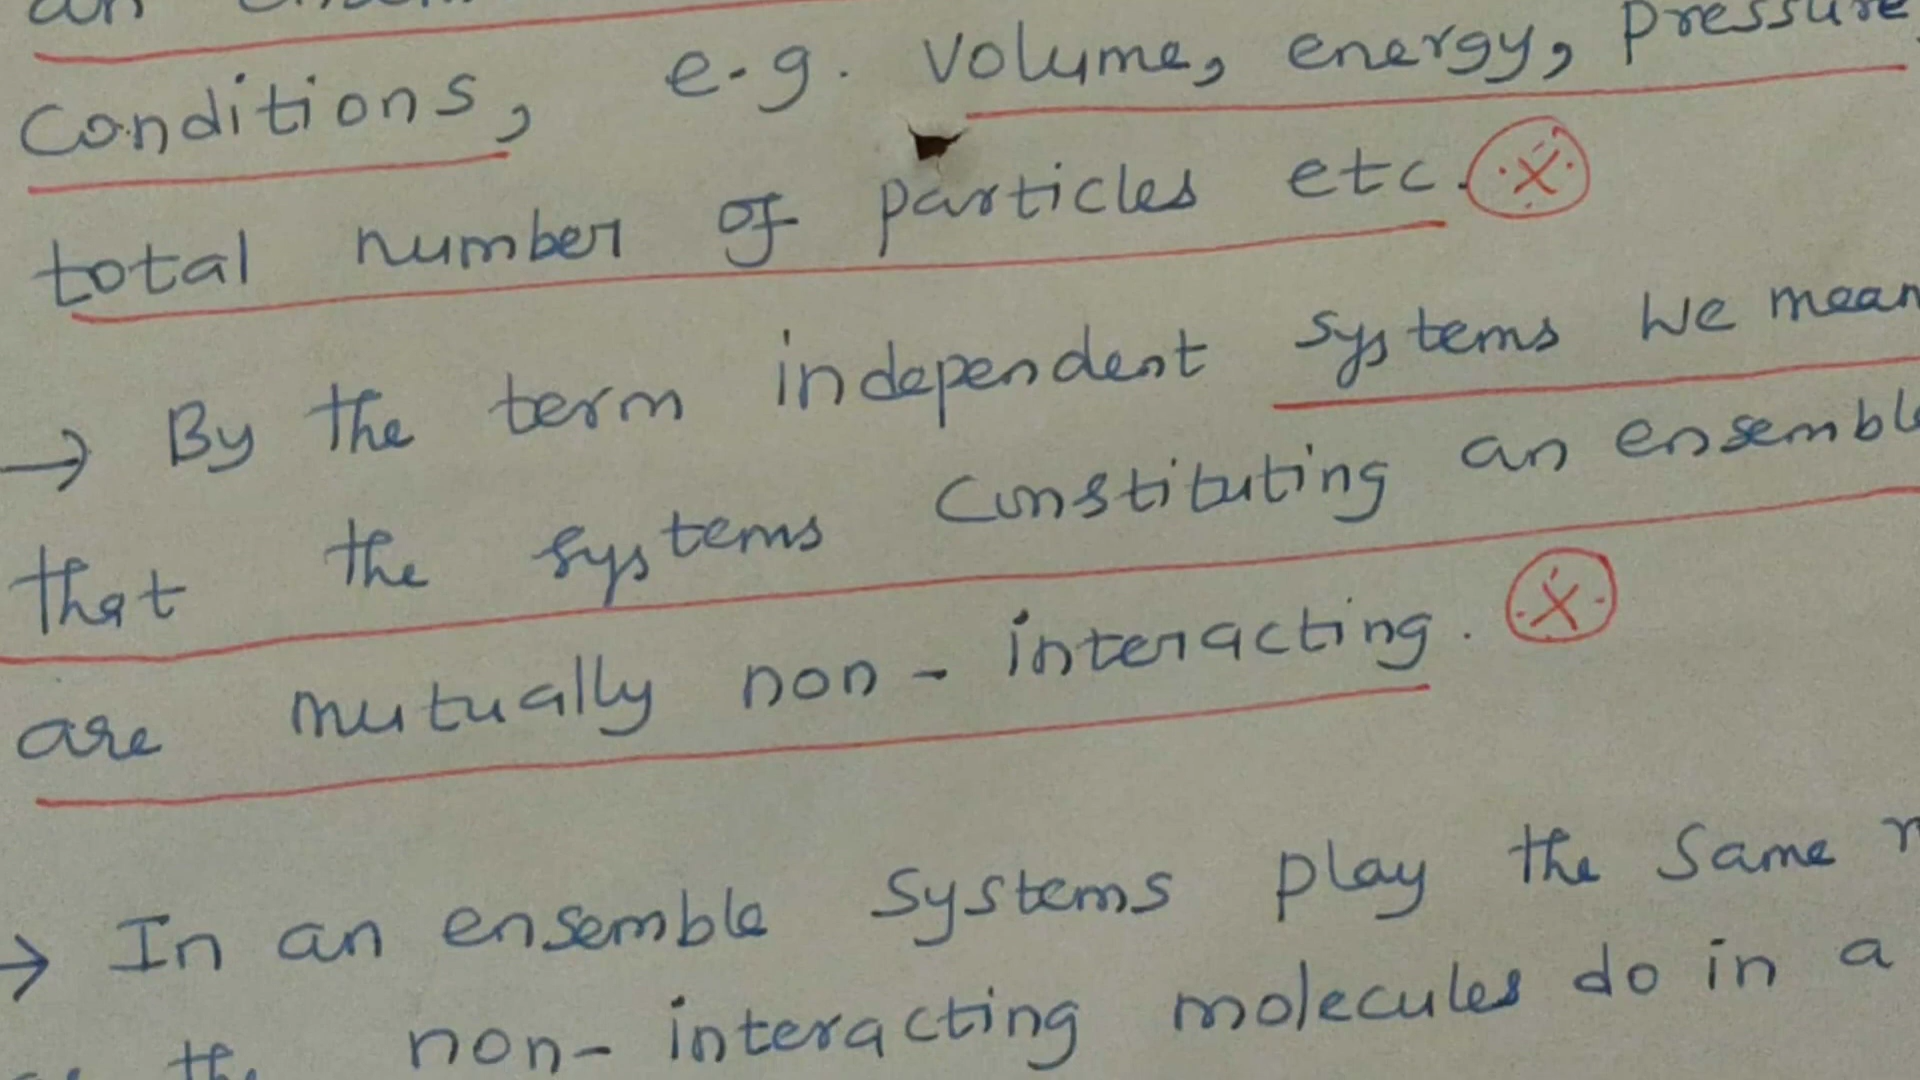 an
conditions, e.g. volume, energy, pressure,
total number of particles etc.
→ By the term independent systems we mean
that the systems constituting an ensemble
are mutually non-interacting.
→ In an ensemble systems play the same
the non-interacting molecules do in a